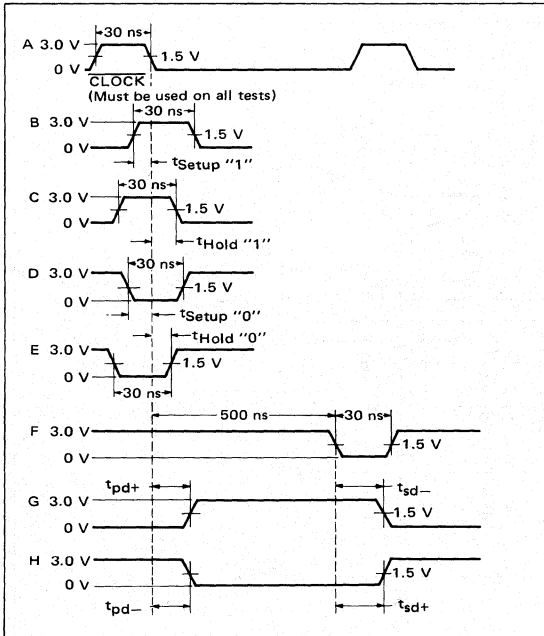 30 ns
A 3.0 V
1.5 V
0 V
CLOCK
(Must be used on all tests)
30 ns
B 3.0 V
1.5 V
0 V
tSetup "1"
30 ns
C 3.0 V
1.5 V
0 V
tHold "1"
30 ns
D 3.0 V
1.5 V
0 V
tSetup "0"
tHold "0"
E 3.0 V
1.5 V
0 V
30 ns
500 ns
30 ns
F 3.0 V
1.5 V
0 V
tpd+
tsd−
G 3.0 V
1.5 V
0 V
H 3.0 V
1.5 V
0 V
tpd−
tsd+